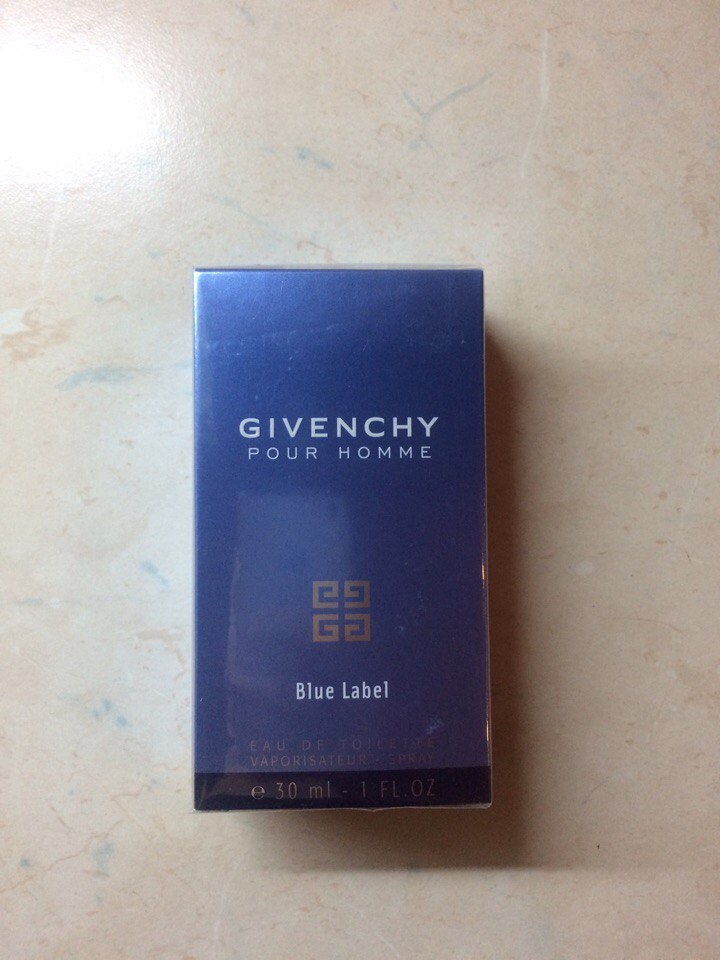 GIVENCHY
POUR HOMME
Blue Label
EAU DE TOILETTE
VAPORISATEUR - SPRAY
℮ 30 ml - 1 FL.OZ